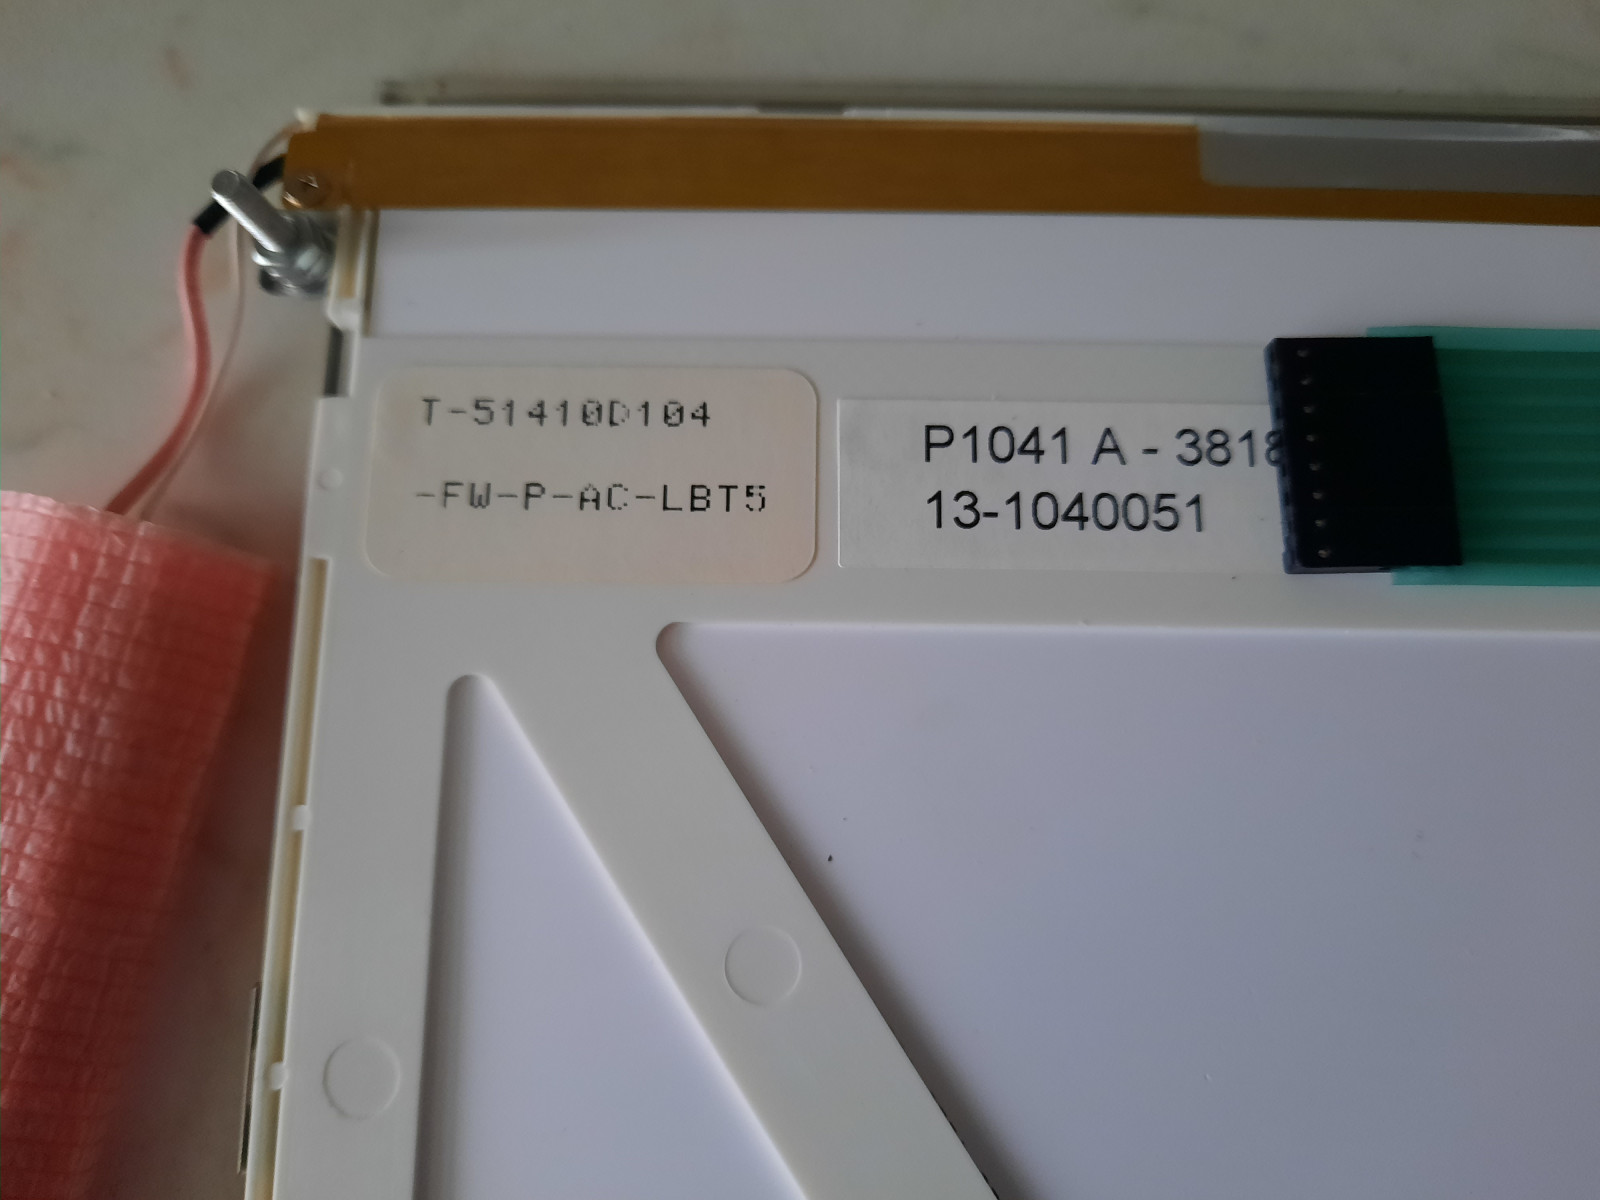 T-51410D104
-FW-P-AC-LBT5
P1041 A - 3818
13-1040051